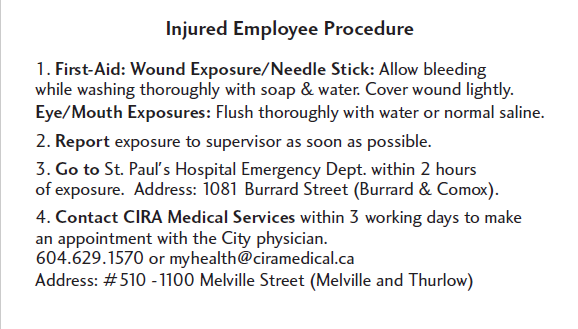 Injured Employee Procedure
1. First-Aid: Wound Exposure/Needle Stick: Allow bleeding
while washing thoroughly with soap & water. Cover wound lightly.
Eye/Mouth Exposures: Flush thoroughly with water or normal saline.
2. Report exposure to supervisor as soon as possible.
3. Go to St. Paul's Hospital Emergency Dept. within 2 hours
of exposure.  Address: 1081 Burrard Street (Burrard & Comox).
4. Contact CIRA Medical Services within 3 working days to make
an appointment with the City physician.
604.629.1570 or myhealth@ciramedical.ca
Address: #510 -1100 Melville Street (Melville and Thurlow)